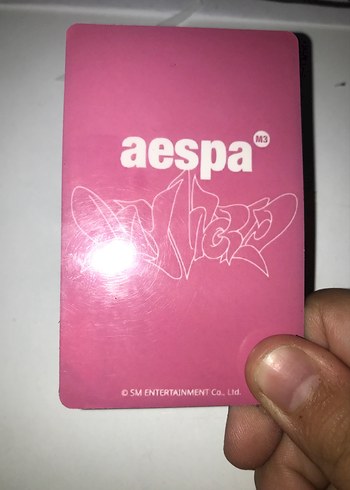 aespa M3
© SM ENTERTAINMENT Co., Ltd.